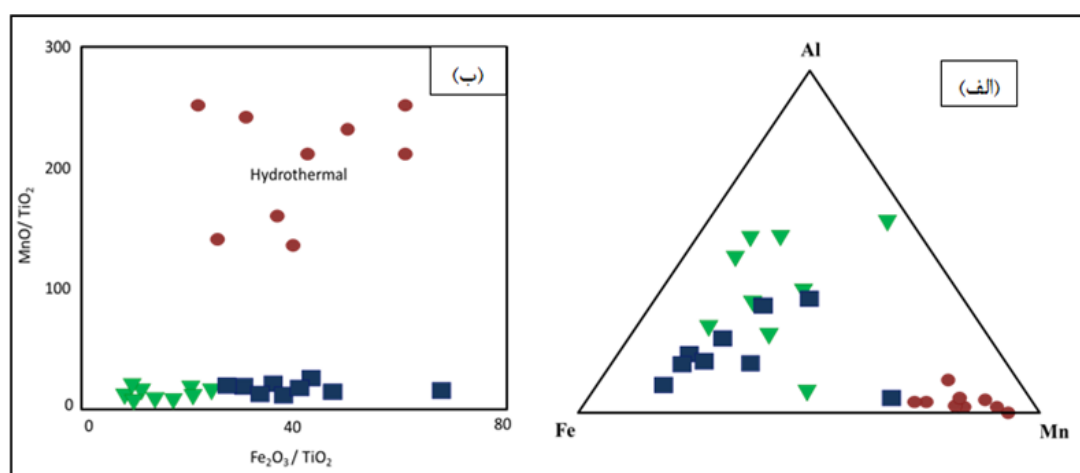 300
(ب)
200
Hydrothermal
100
0
MnO/ TiO₂
0
40
80
Fe₂O₃ / TiO₂
Al
(الف)
Fe
Mn